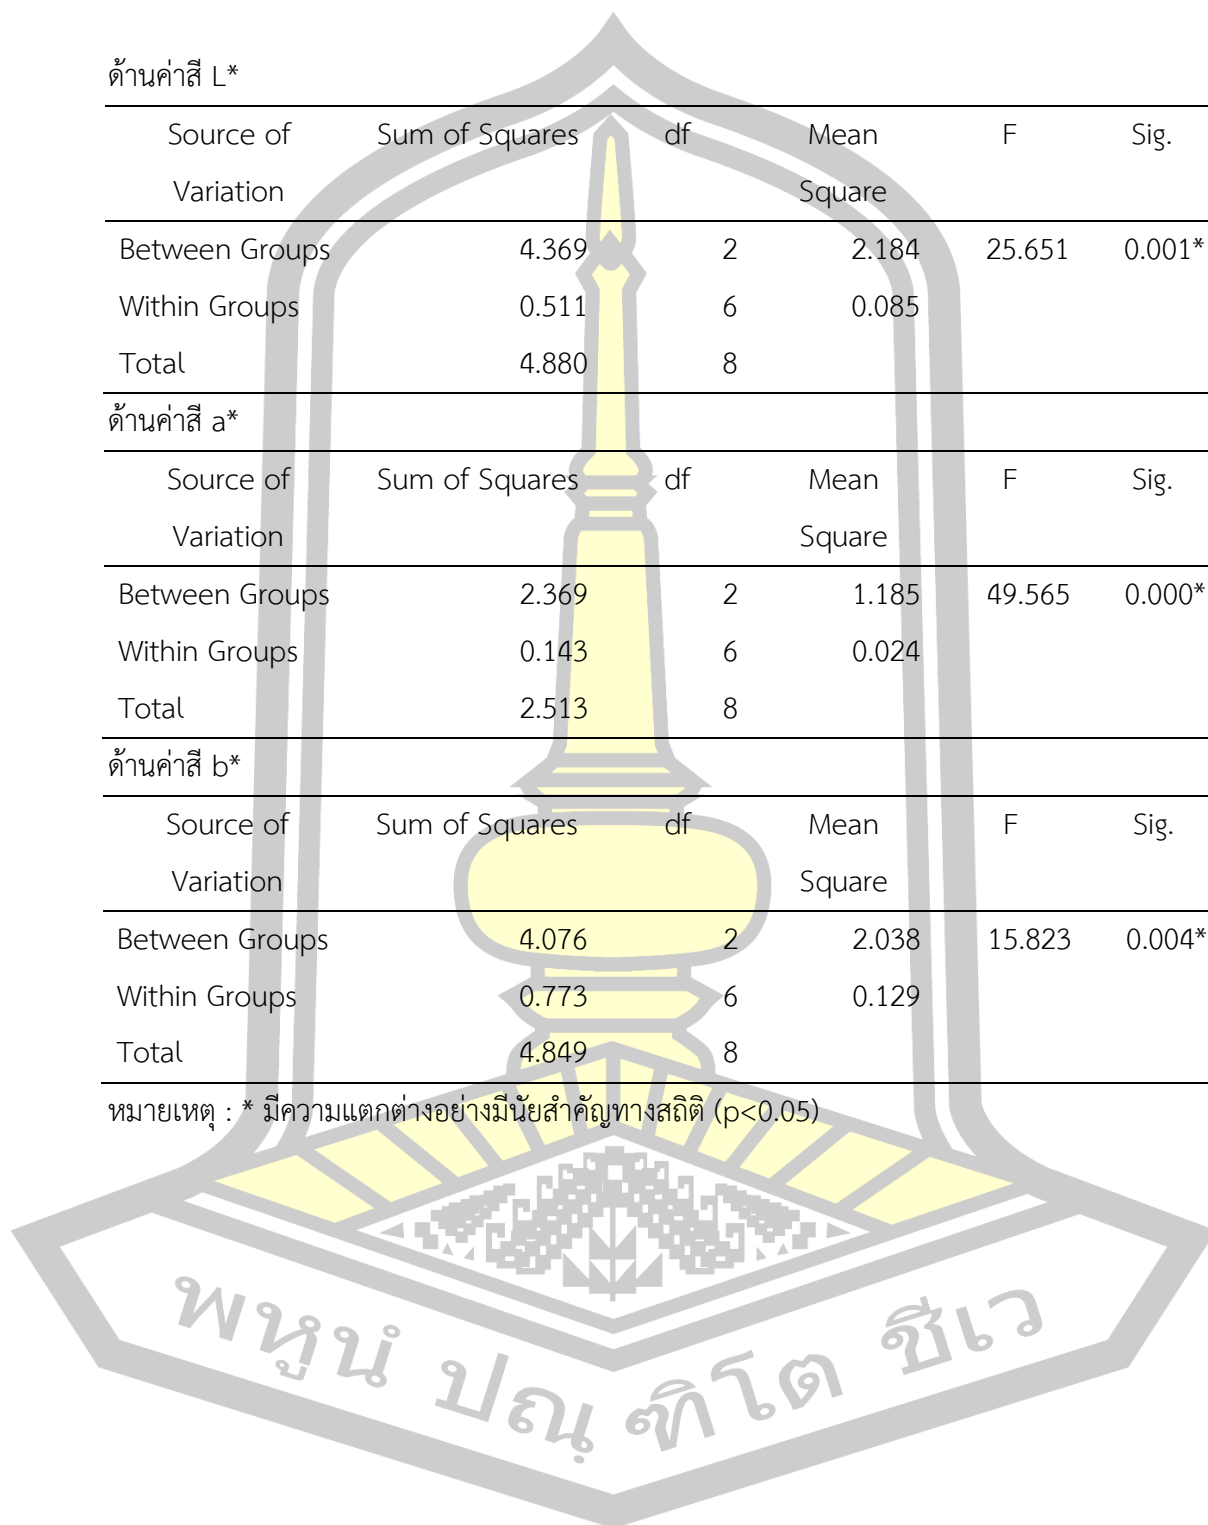 ด้านค่าสี L*
Source of Sum of Squares df Mean F Sig.
Variation Square
Between Groups 4.369 2 2.184 25.651 0.001*
Within Groups 0.511 6 0.085
Total 4.880 8
ด้านค่าสี a*
Source of Sum of Squares df Mean F Sig.
Variation Square
Between Groups 2.369 2 1.185 49.565 0.000*
Within Groups 0.143 6 0.024
Total 2.513 8
ด้านค่าสี b*
Source of Sum of Squares df Mean F Sig.
Variation Square
Between Groups 4.076 2 2.038 15.823 0.004*
Within Groups 0.773 6 0.129
Total 4.849 8
หมายเหตุ : * มีความแตกต่างอย่างมีนัยสำคัญทางสถิติ (p<0.05)
พหูนํ ปณฺ ฑิโต ชีเว